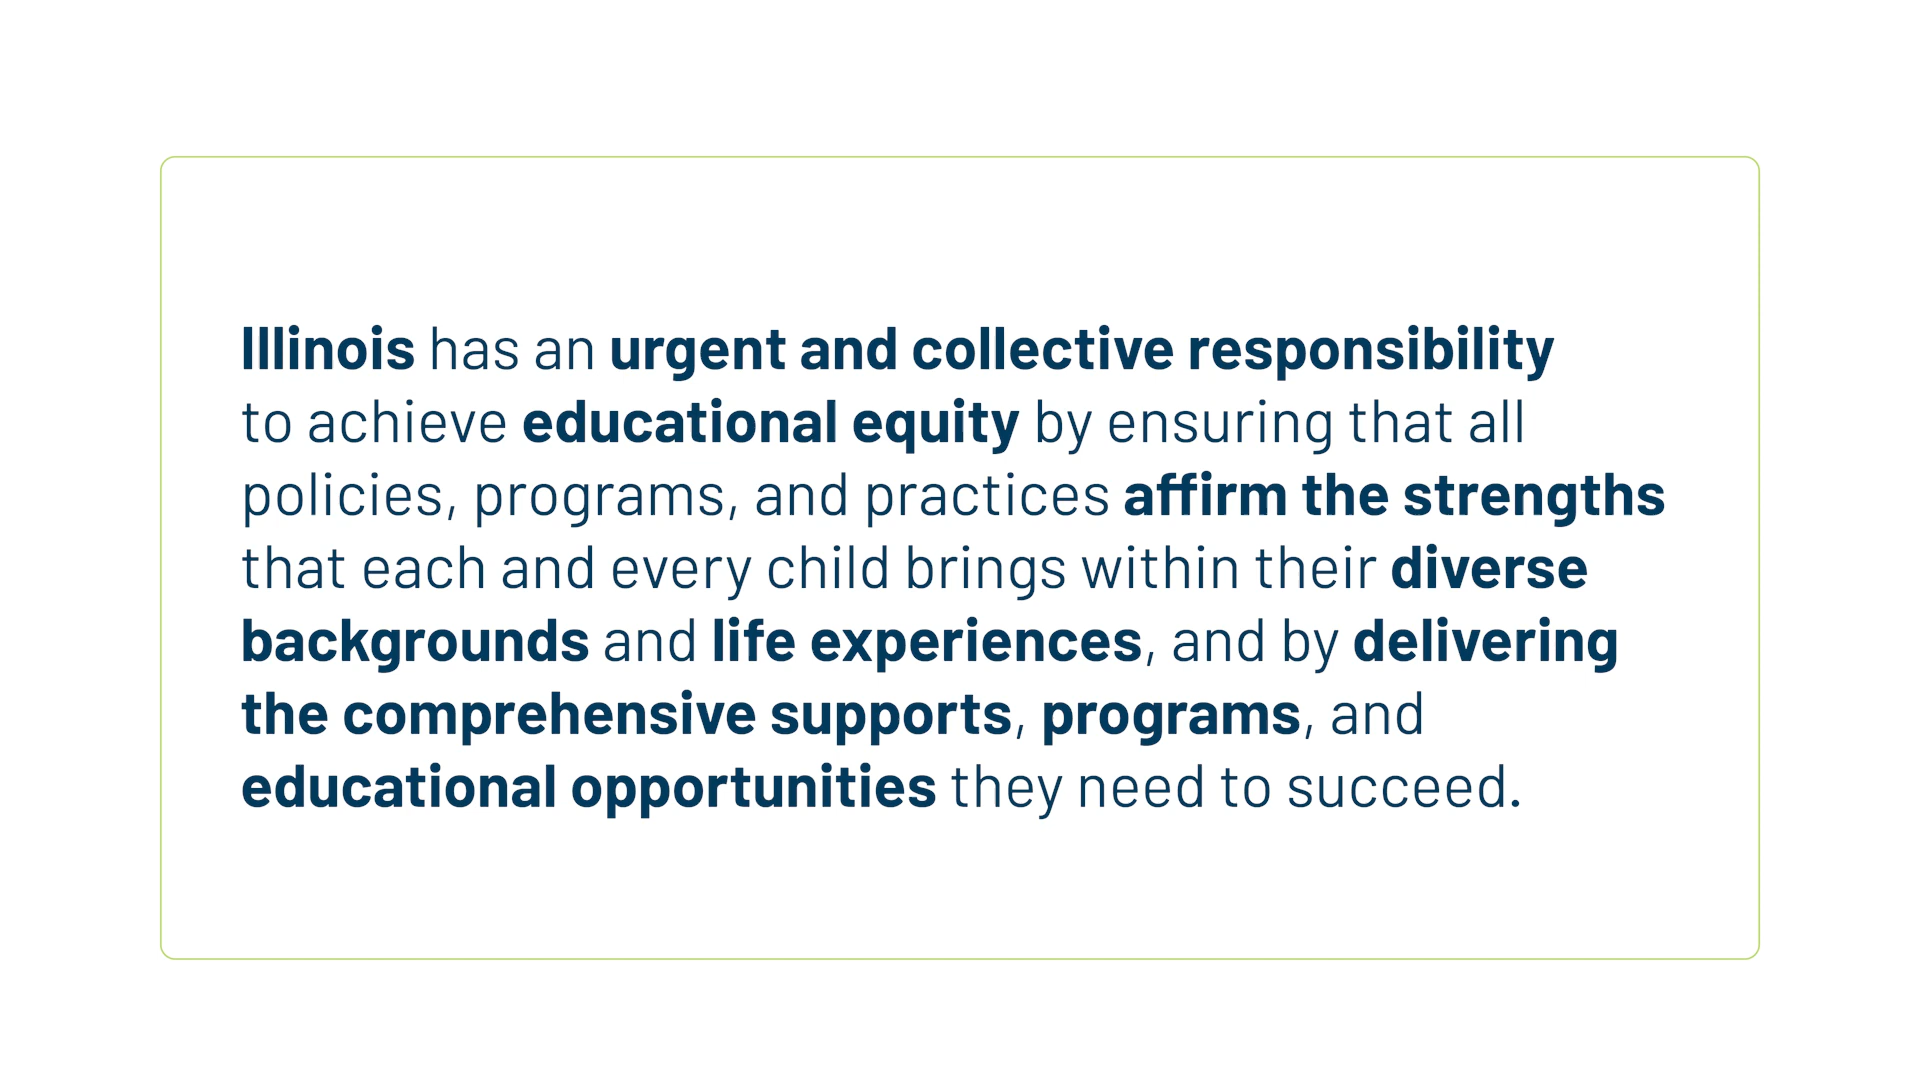 Illinois has an urgent and collective responsibility
to achieve educational equity by ensuring that all
policies, programs, and practices affirm the strengths
that each and every child brings within their diverse
backgrounds and life experiences, and by delivering
the comprehensive supports, programs, and
educational opportunities they need to succeed.